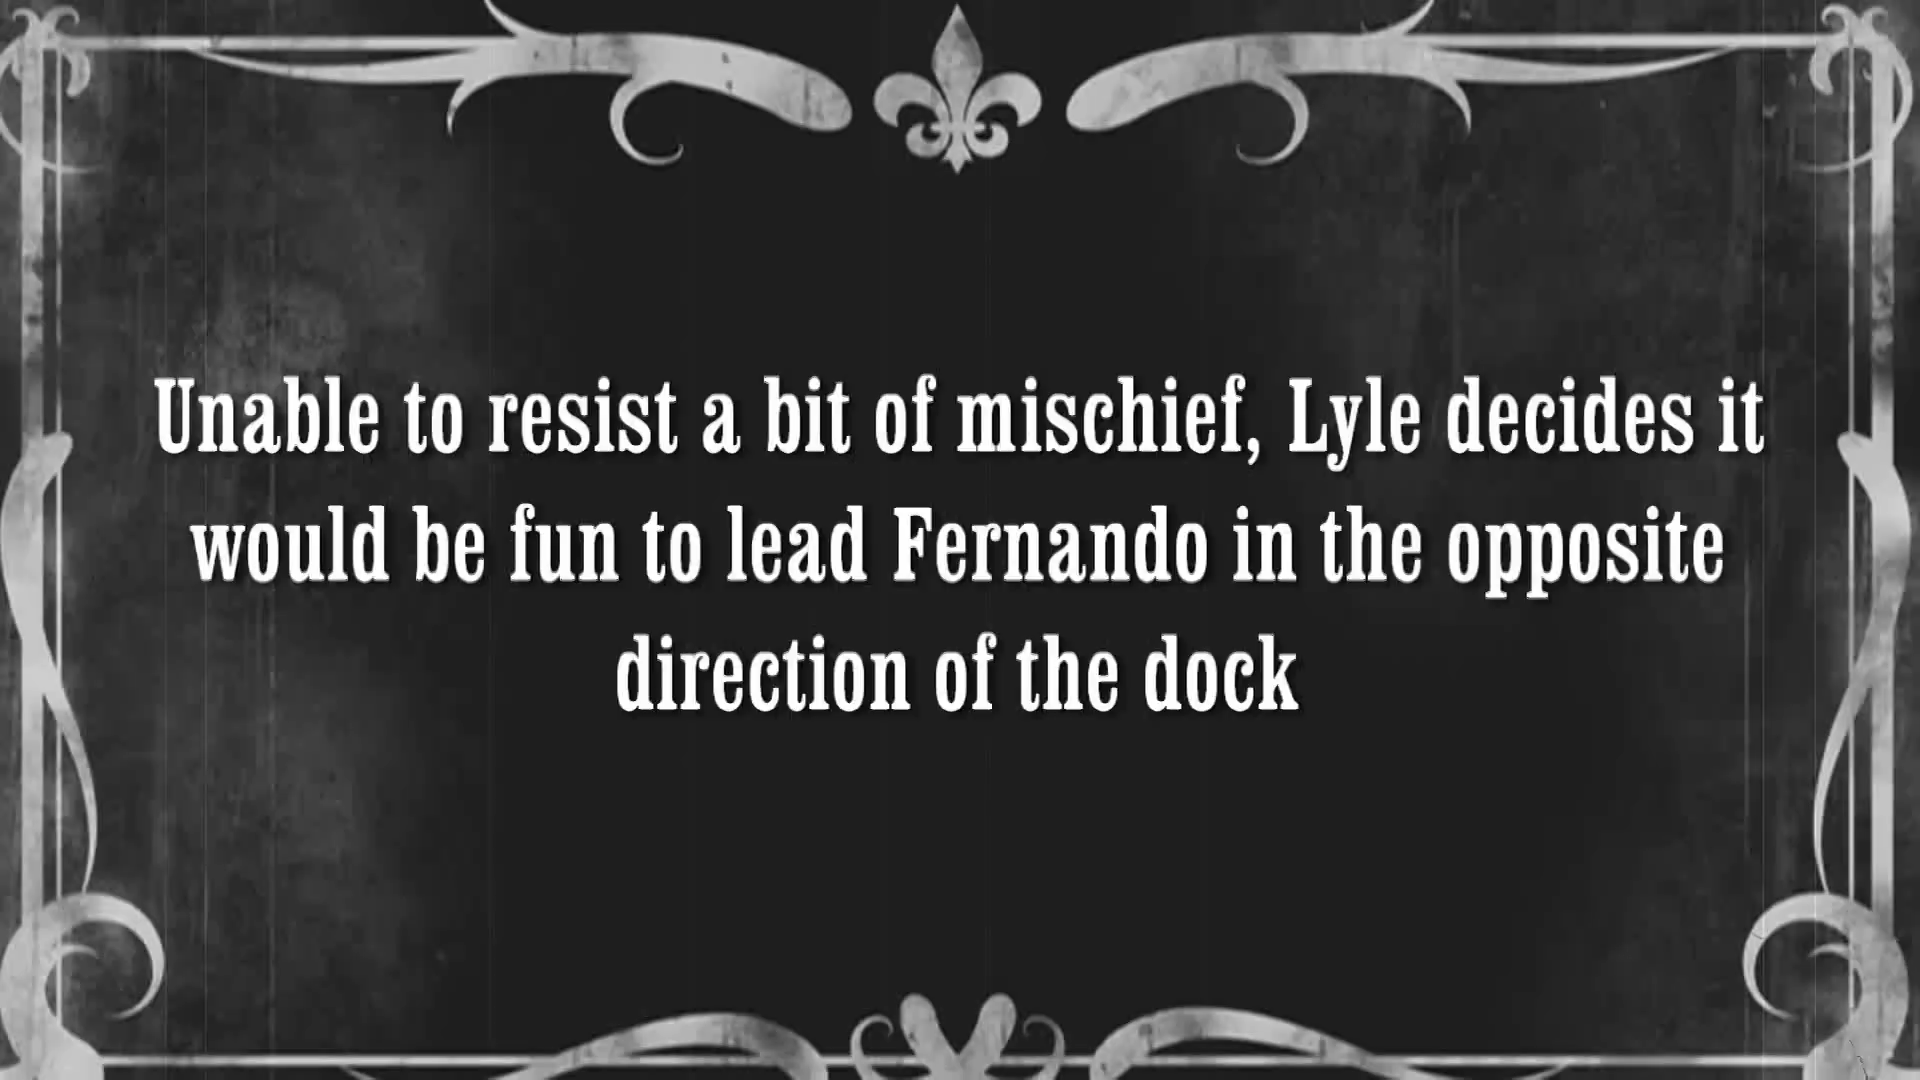 Unable to resist a bit of mischief, Lyle decides it
would be fun to lead Fernando in the opposite
direction of the dock